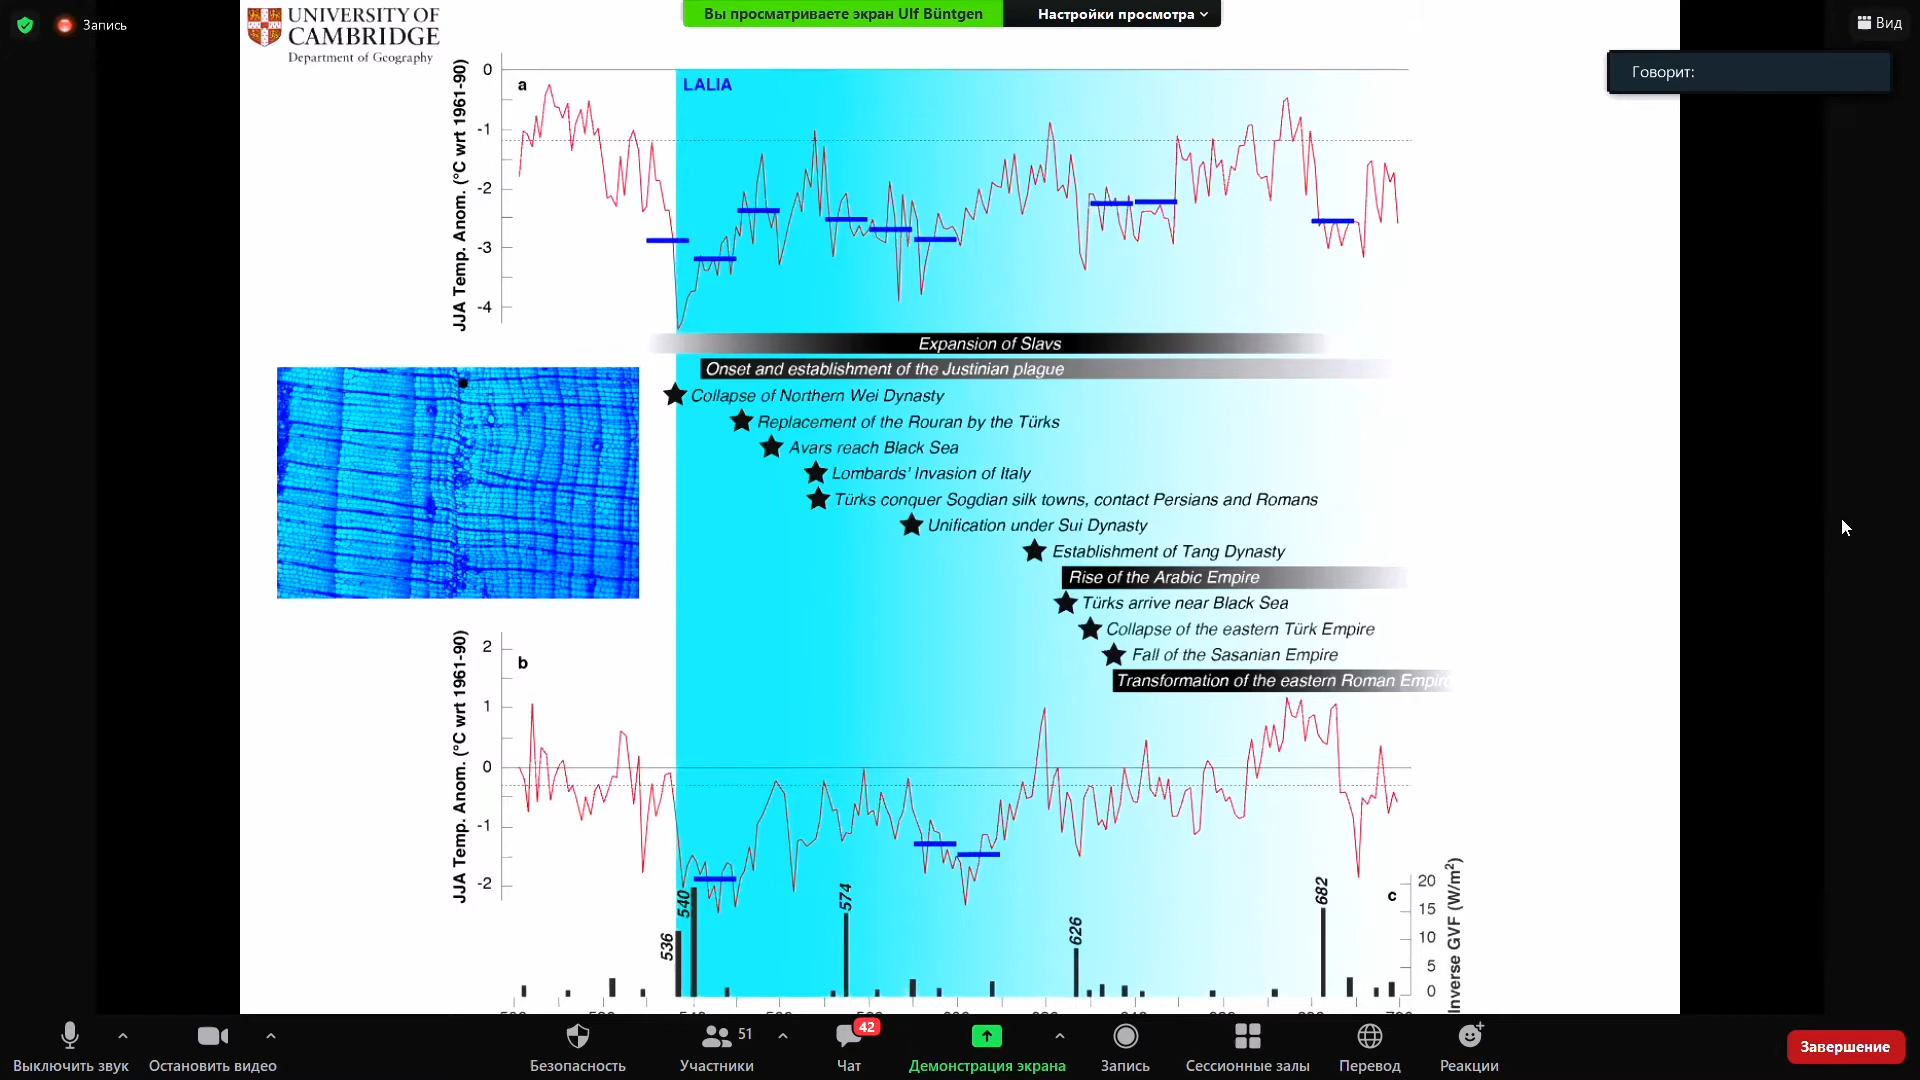 Запись
UNIVERSITY OF
CAMBRIDGE
Department of Geography
Вы просматриваете экран Ulf Büntgen
Настройки просмотра
Вид
Говорит:
JJA Temp. Anom. (°C wrt 1961-90)
0
-1
-2
-3
-4
a
LALIA
Expansion of Slavs
Onset and establishment of the Justinian plague
Collapse of Northern Wei Dynasty
Replacement of the Rouran by the Türks
Avars reach Black Sea
Lombards' Invasion of Italy
Türks conquer Sogdian silk towns, contact Persians and Romans
Unification under Sui Dynasty
Establishment of Tang Dynasty
Rise of the Arabic Empire
Türks arrive near Black Sea
Collapse of the eastern Türk Empire
Fall of the Sasanian Empire
Transformation of the eastern Roman Empire
JJA Temp. Anom. (°C wrt 1961-90)
2
1
0
-1
-2
b
536
540
574
626
682
c
20
15
10
5
0
Inverse GVF (W/m²)
Выключить звук
Остановить видео
Безопасность
51
Участники
42
Чат
Демонстрация экрана
Запись
Сессионные залы
Перевод
Реакции
Завершение